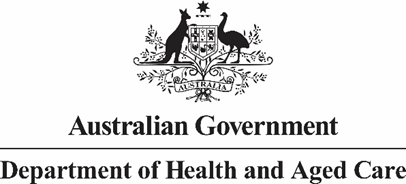 AUSTRALIA
Australian Government
Department of Health and Aged Care